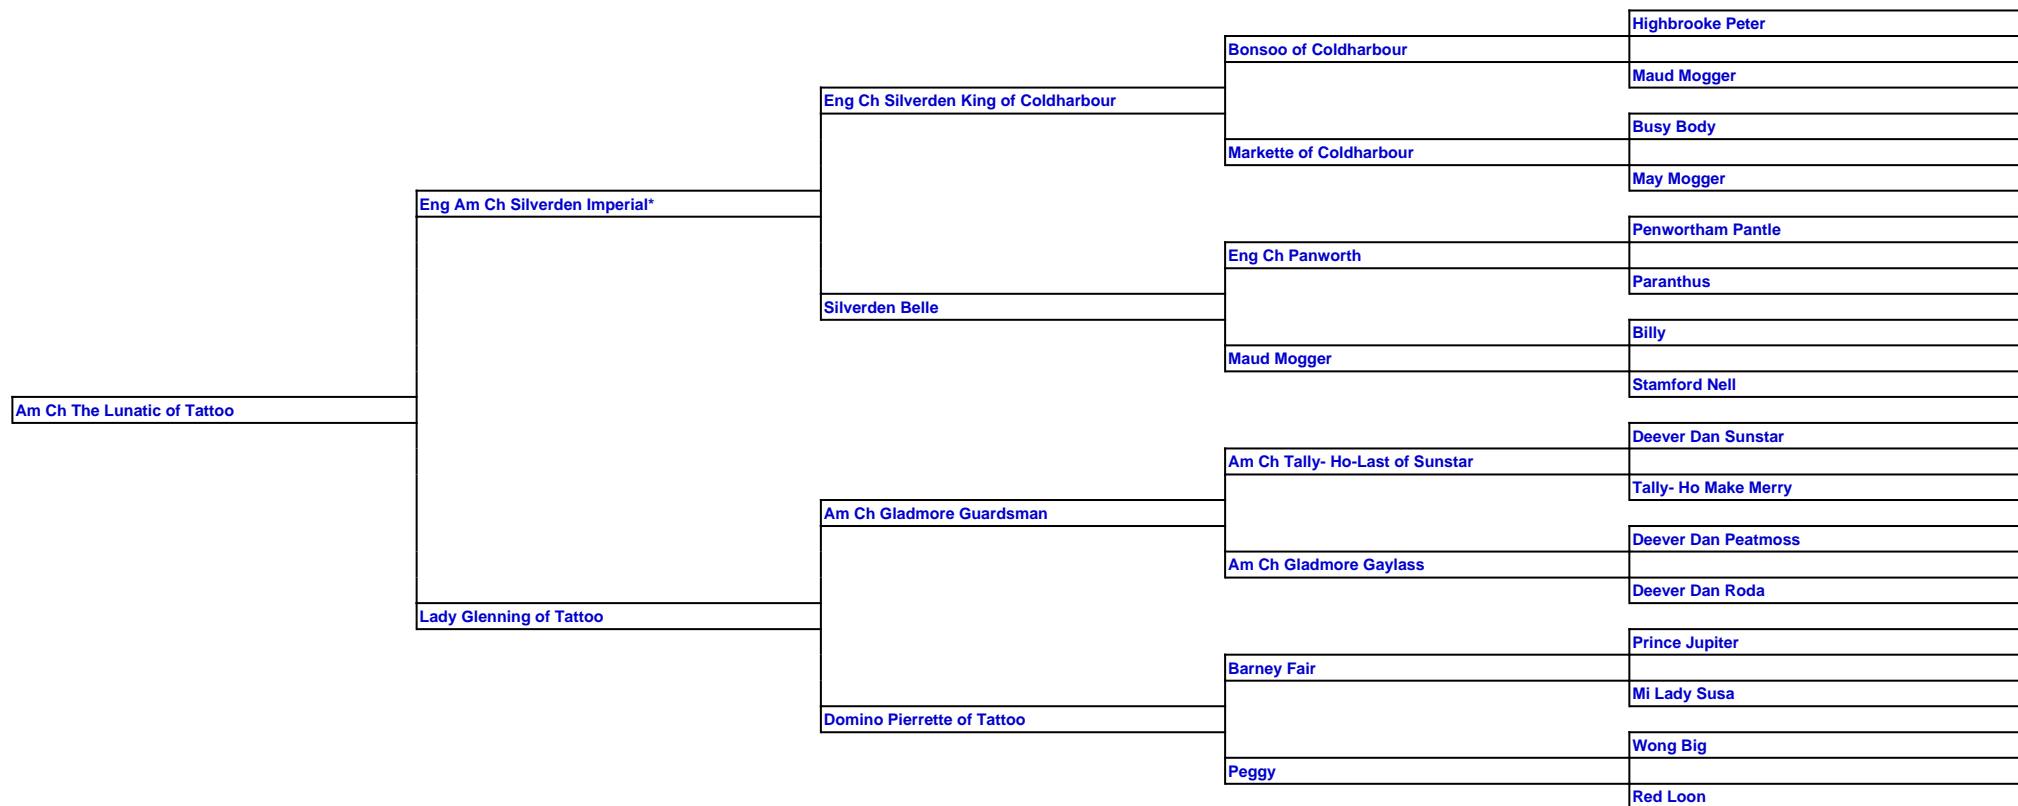 Highbrooke Peter
Bonsoo of Coldharbour
Maud Mogger
Eng Ch Silverden King of Coldharbour
Busy Body
Markette of Coldharbour
May Mogger
Eng Am Ch Silverden Imperial*
Penwortham Pantle
Eng Ch Panworth
Paranthus
Silverden Belle
Billy
Maud Mogger
Stamford Nell
Am Ch The Lunatic of Tattoo
Deever Dan Sunstar
Am Ch Tally- Ho-Last of Sunstar
Tally- Ho Make Merry
Am Ch Gladmore Guardsman
Deever Dan Peatmoss
Am Ch Gladmore Gaylass
Deever Dan Roda
Lady Glenning of Tattoo
Prince Jupiter
Barney Fair
Mi Lady Susa
Domino Pierrette of Tattoo
Wong Big
Peggy
Red Loon